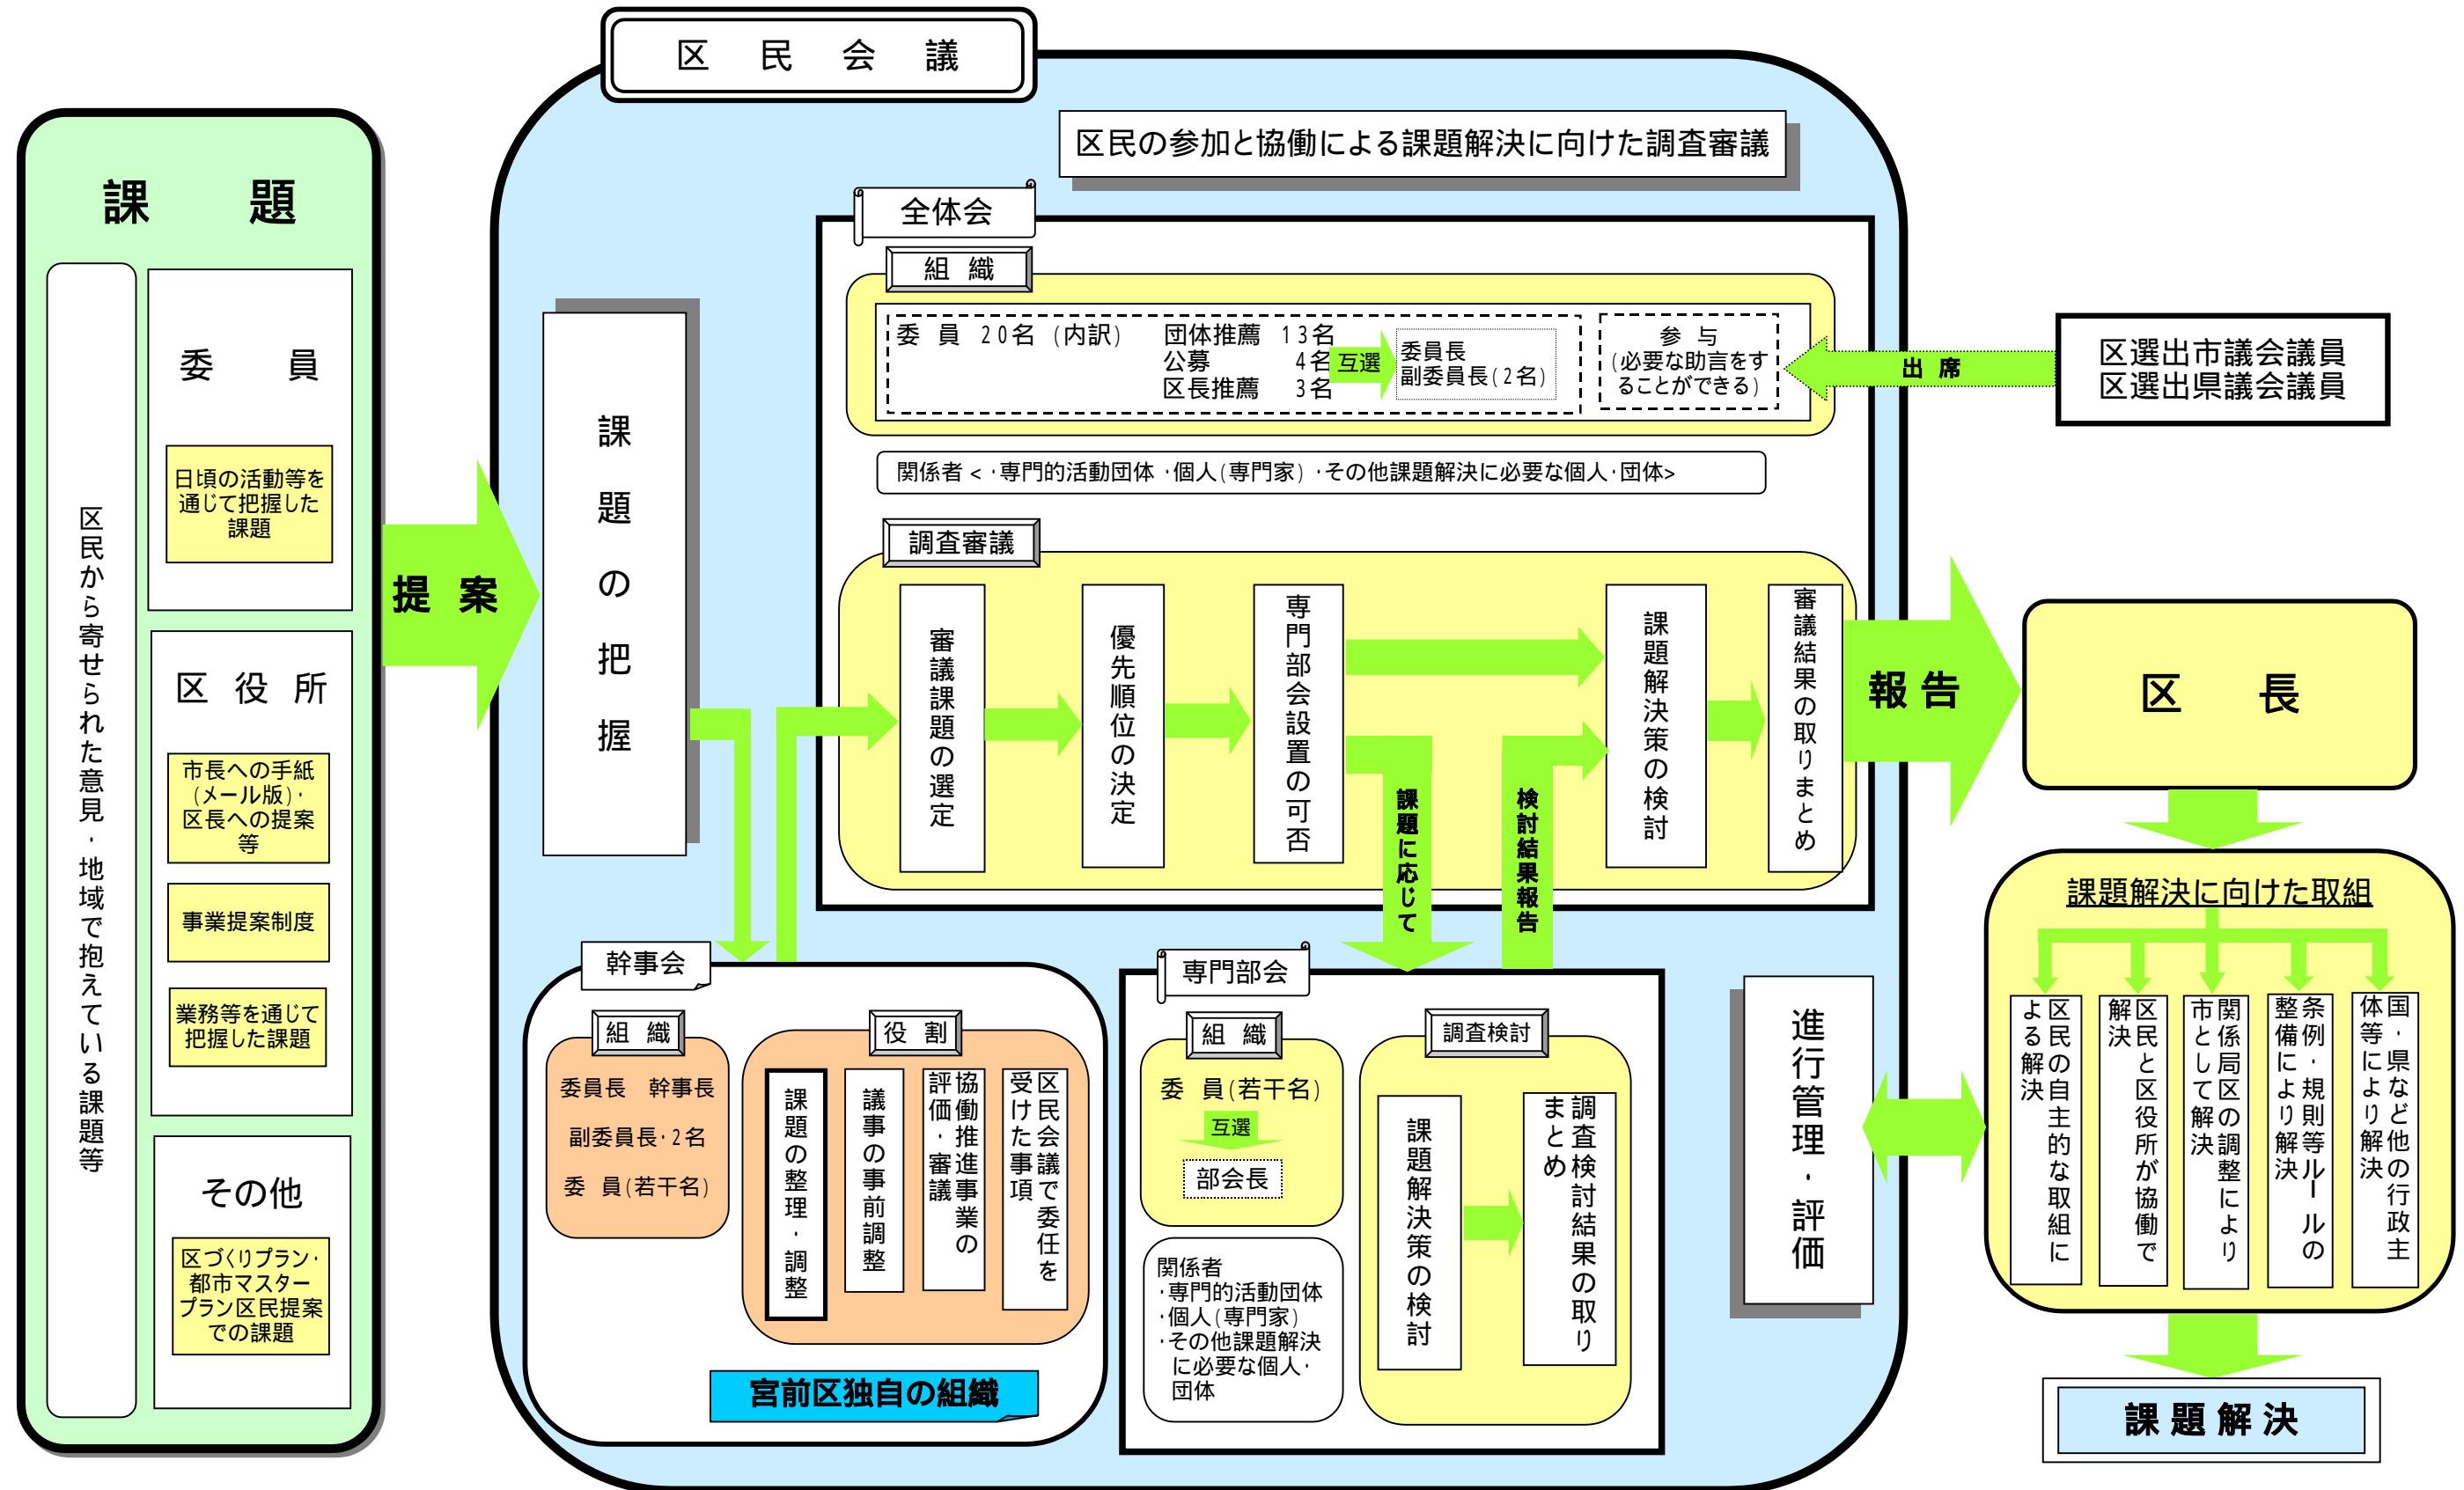 区民会議
区民の参加と協働による課題解決に向けた調査審議
課題
区民から寄せられた意見・地域で抱えている課題等
委員
日頃の活動等を
通じて把握した
課題
区役所
市長への手紙
(メール版)・
区長への提案
等
事業提案制度
業務等を通じて
把握した課題
その他
区づくりプラン・
都市マスター
プラン区民提案
での課題
提案
課題の把握
全体会
組織
委員 20名 (内訳) 団体推薦 13名
公募 4名
区長推薦 3名
互選
委員長
副委員長(2名)
参与
(必要な助言をす
ることができる)
出席
区選出市議会議員
区選出県議会議員
関係者 < ・専門的活動団体 ・個人(専門家) ・その他課題解決に必要な個人・団体>
調査審議
審議課題の選定
優先順位の決定
専門部会設置の可否
課題に応じて
検討結果報告
課題解決策の検討
審議結果の取りまとめ
報告
区長
課題解決に向けた取組
区民の自主的な取組に
よる解決
区民と区役所が協働で
解決
関係局区の調整により
市として解決
条例・規則等ルールの
整備により解決
国・県など他の行政主
体等により解決
課題解決
進行管理・評価
幹事会
組織
委員長 幹事長
副委員長・2名
委員(若干名)
役割
課題の整理・調整
議事の事前調整
協働推進事業の
評価・審議
区民会議で委任を
受けた事項
宮前区独自の組織
専門部会
組織
委員(若干名)
互選
部会長
関係者
・専門的活動団体
・個人(専門家)
・その他課題解決
に必要な個人・
団体
調査検討
課題解決策の検討
調査検討結果の取り
まとめ